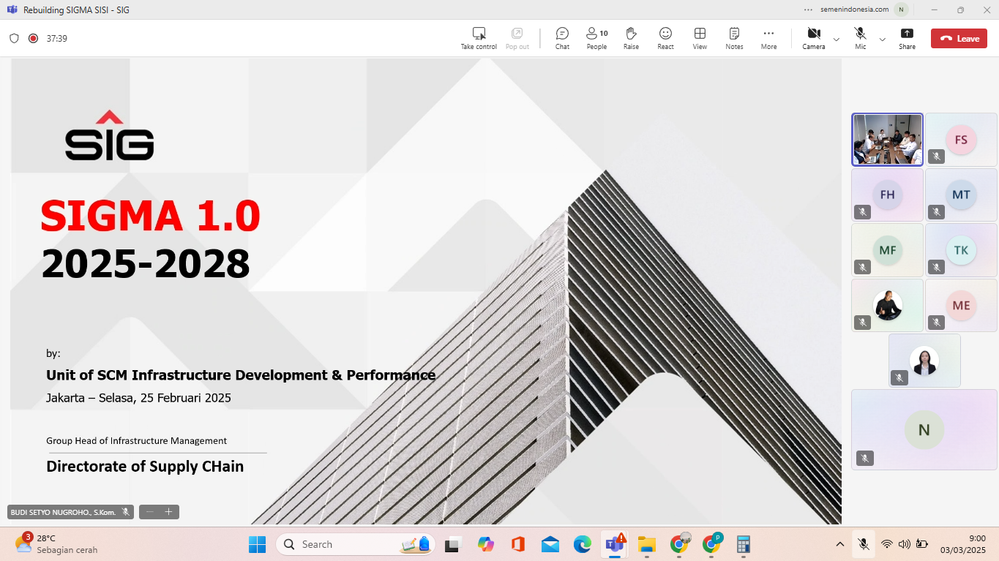 Rebuilding SIGMA SISI - SIG
semenindonesia.com
N
37:39
Take control
Pop out
Chat
10
People
Raise
React
View
Notes
More
Camera
Mic
Share
Leave
SIG
SIGMA 1.0
2025-2028
by:
Unit of SCM Infrastructure Development & Performance
Jakarta – Selasa, 25 Februari 2025
Group Head of Infrastructure Management
Directorate of Supply CHain
BUDI SETYO NUGROHO., S.Kom.
FS
FH
MT
MF
TK
ME
N
3
28°C
Sebagian cerah
Search
P
9:00
03/03/2025